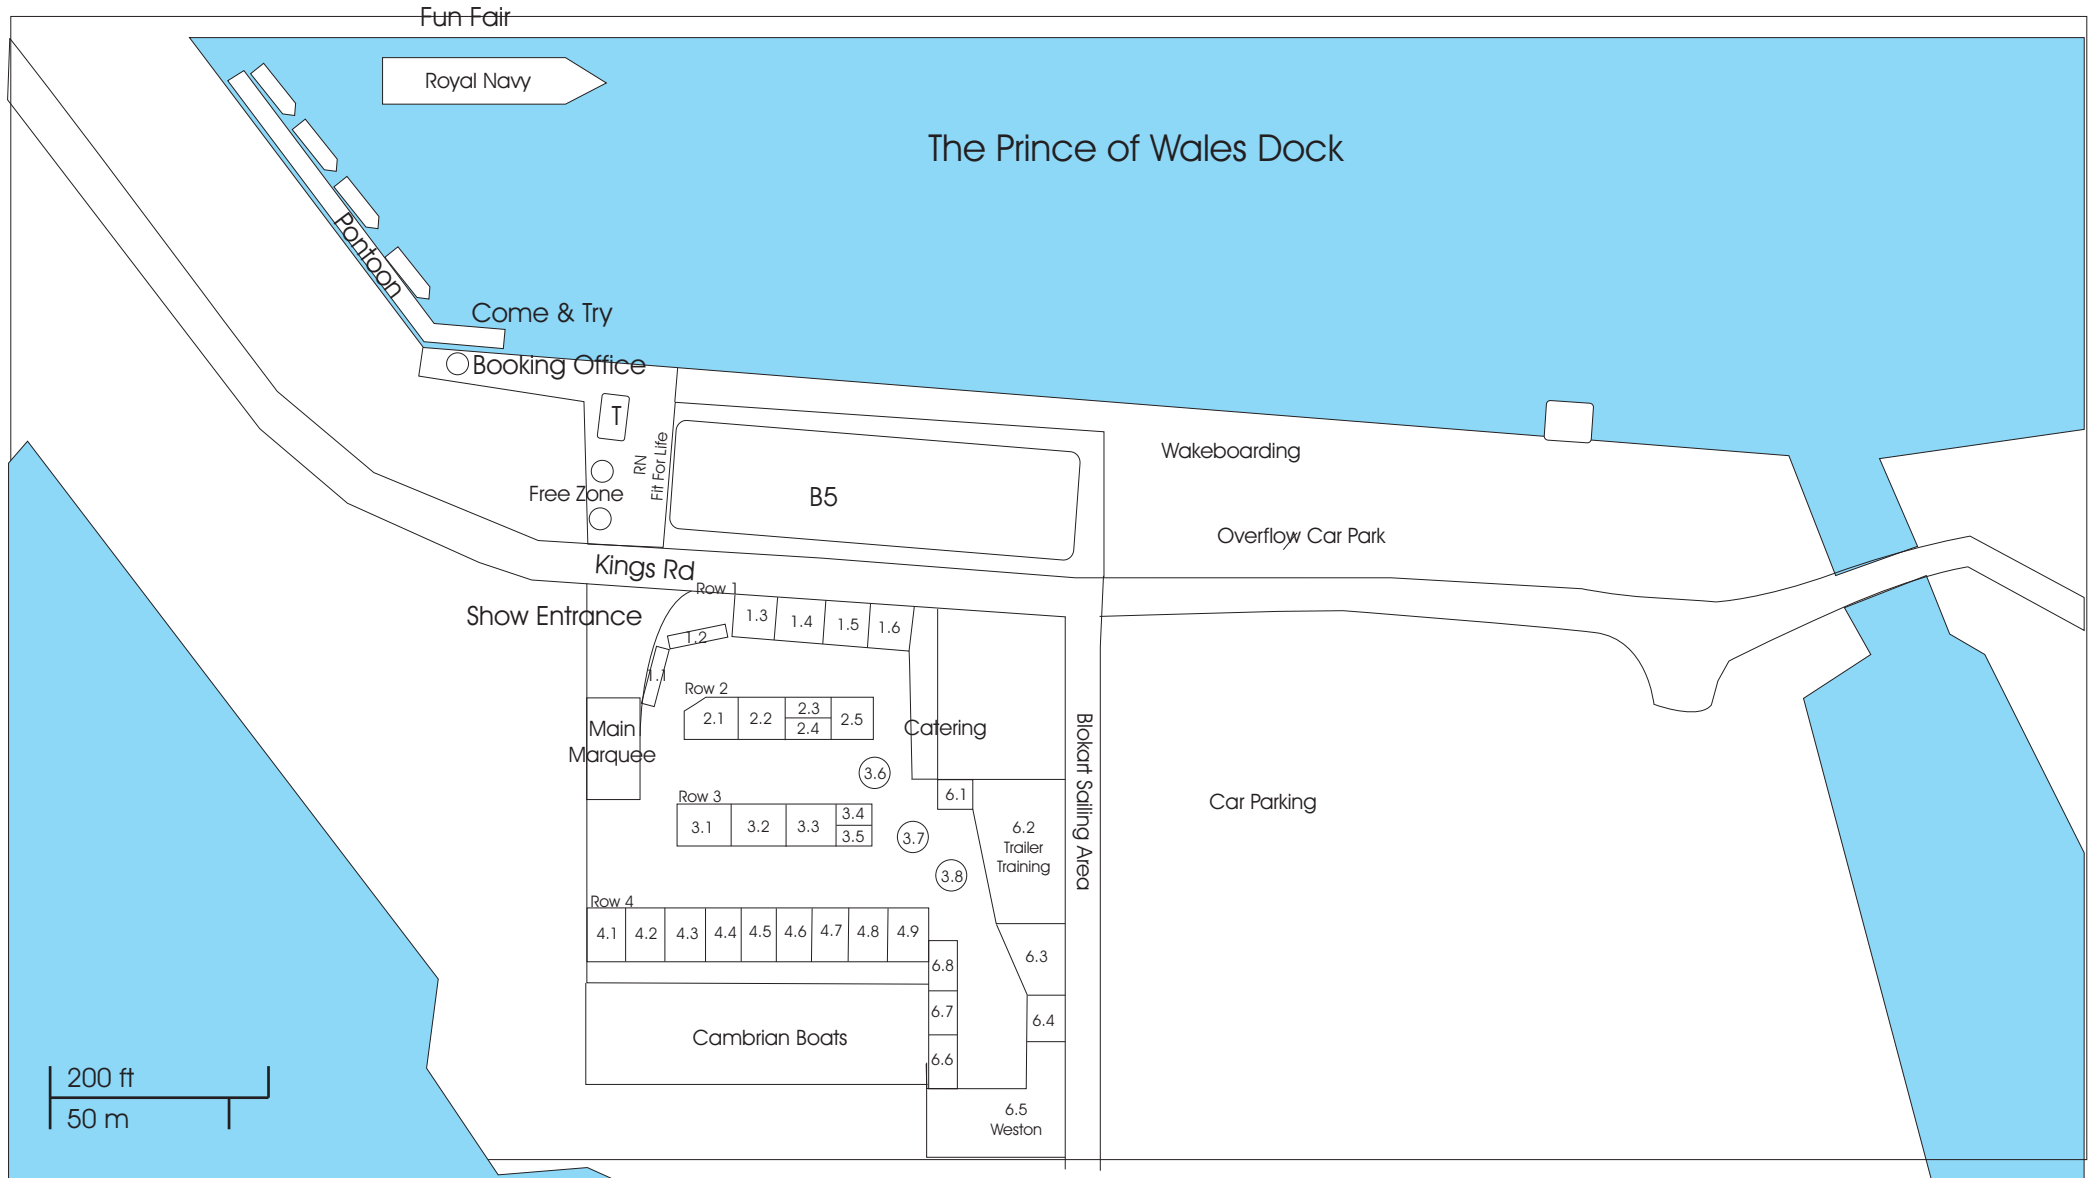 Fun Fair
Royal Navy
The Prince of Wales Dock
Pontoon
Come & Try
Booking Office
T
RN
Fit For Life
Free Zone
B5
Wakeboarding
Overflow Car Park
Kings Rd
Show Entrance
Row 1
1.1
1.2
1.3
1.4
1.5
1.6
Row 2
2.1
2.2
2.3
2.4
2.5
Main
Marquee
Catering
Blokart Sailing Area
Car Parking
Row 3
3.1
3.2
3.3
3.4
3.5
3.6
3.7
3.8
6.1
6.2
Trailer
Training
Row 4
4.1
4.2
4.3
4.4
4.5
4.6
4.7
4.8
4.9
6.3
6.4
6.8
6.7
6.6
Cambrian Boats
6.5
Weston
200 ft
50 m